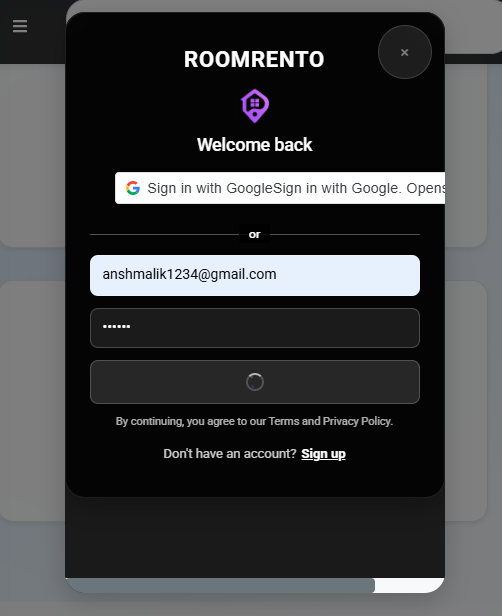 ROOMRENTO
×
Welcome back
Sign in with GoogleSign in with Google. Opens
or
anshmalik1234@gmail.com
••••••
By continuing, you agree to our Terms and Privacy Policy.
Don't have an account? Sign up